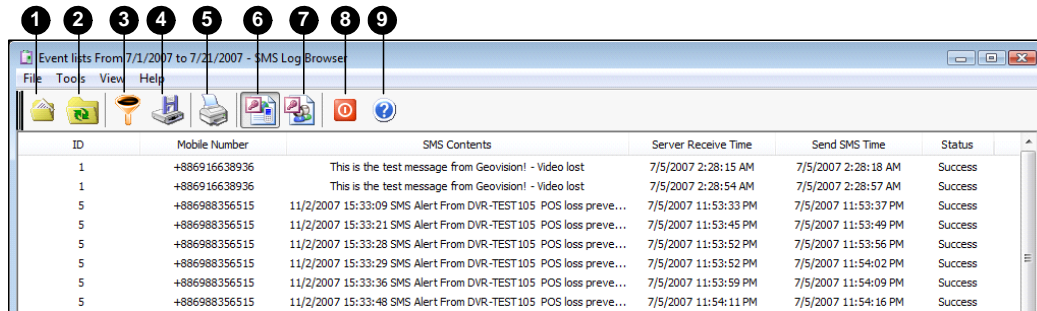 1 2 3 4 5 6 7 8 9
Event lists From 7/1/2007 to 7/21/2007 - SMS Log Browser
File Tools View Help
ID Mobile Number SMS Contents Server Receive Time Send SMS Time Status
1 +886916638936 This is the test message from Geovision! - Video lost 7/5/2007 2:28:15 AM 7/5/2007 2:28:18 AM Success
1 +886916638936 This is the test message from Geovision! - Video lost 7/5/2007 2:28:54 AM 7/5/2007 2:28:57 AM Success
5 +886988356515 11/2/2007 15:33:09 SMS Alert From DVR-TEST105 POS loss preve... 7/5/2007 11:53:33 PM 7/5/2007 11:53:37 PM Success
5 +886988356515 11/2/2007 15:33:21 SMS Alert From DVR-TEST105 POS loss preve... 7/5/2007 11:53:45 PM 7/5/2007 11:53:49 PM Success
5 +886988356515 11/2/2007 15:33:28 SMS Alert From DVR-TEST105 POS loss preve... 7/5/2007 11:53:52 PM 7/5/2007 11:53:56 PM Success
5 +886988356515 11/2/2007 15:33:29 SMS Alert From DVR-TEST105 POS loss preve... 7/5/2007 11:53:52 PM 7/5/2007 11:54:02 PM Success
5 +886988356515 11/2/2007 15:33:36 SMS Alert From DVR-TEST105 POS loss preve... 7/5/2007 11:53:59 PM 7/5/2007 11:54:09 PM Success
5 +886988356515 11/2/2007 15:33:48 SMS Alert From DVR-TEST105 POS loss preve... 7/5/2007 11:54:11 PM 7/5/2007 11:54:16 PM Success